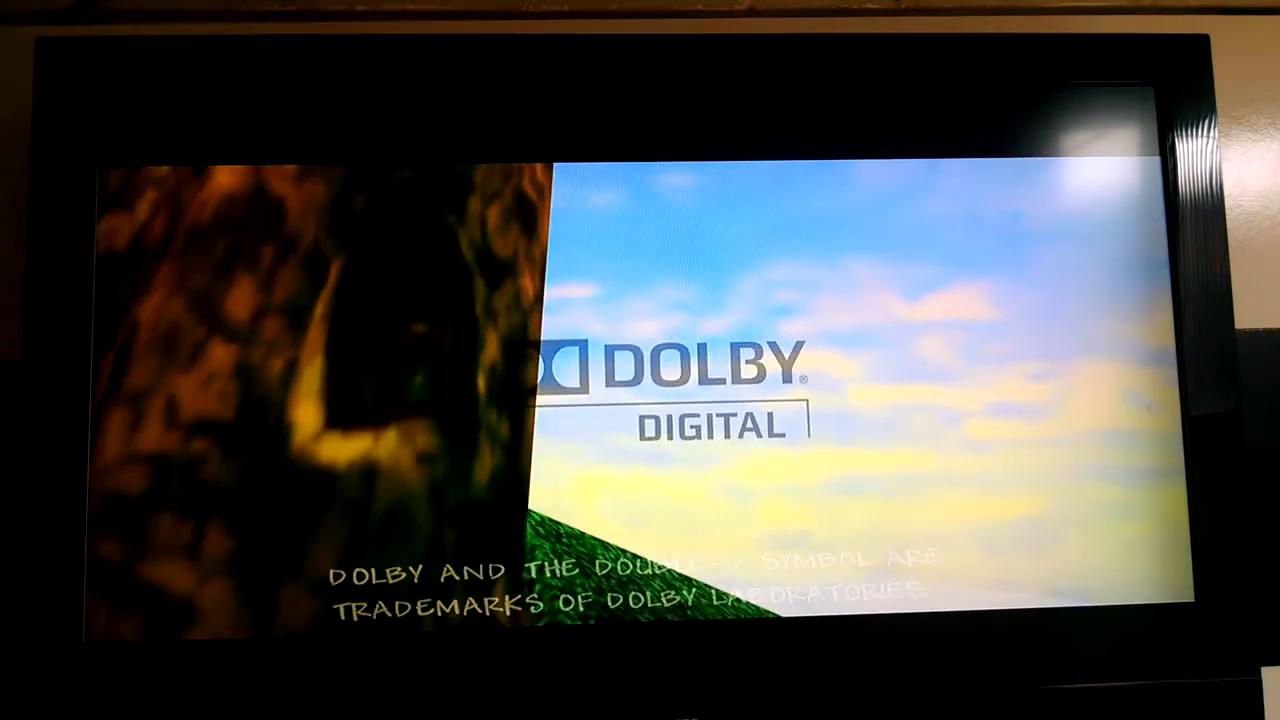 DOLBY®
DIGITAL
DOLBY AND THE DOUBLE-D SYMBOL ARE
TRADEMARKS OF DOLBY LABORATORIES.